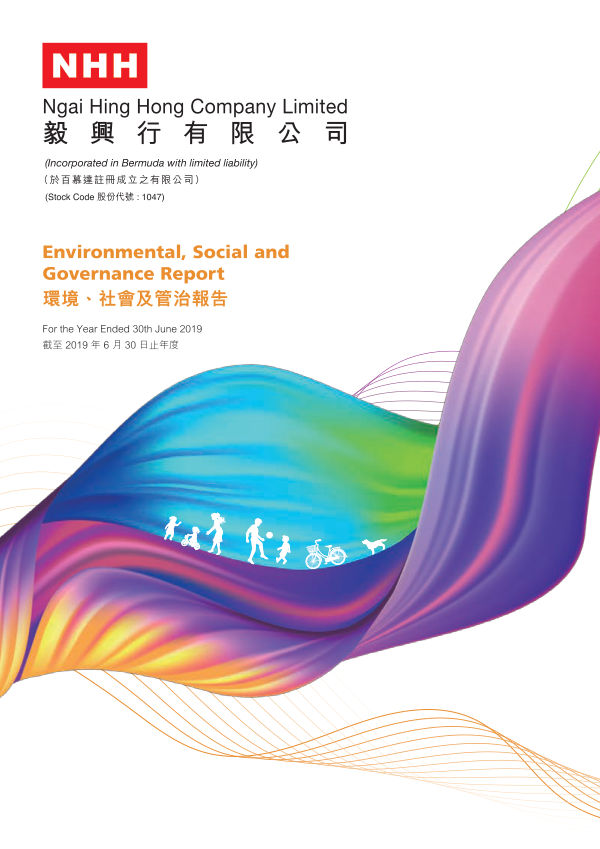 NHH
Ngai Hing Hong Company Limited
毅興行有限公司
(Incorporated in Bermuda with limited liability)
（於百慕達註冊成立之有限公司）
(Stock Code 股份代號 : 1047)
Environmental, Social and
Governance Report
環境、社會及管治報告
For the Year Ended 30th June 2019
截至 2019 年 6 月 30 日止年度